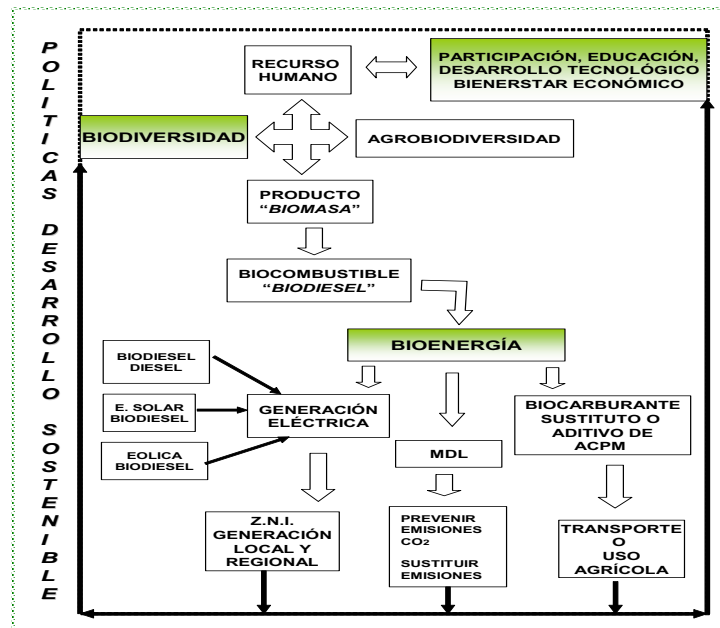 POLITICAS DESARROLLO SOSTENIBLE
RECURSO
HUMANO
PARTICIPACIÓN, EDUCACIÓN,
DESARROLLO TECNOLÓGICO
BIENERSTAR ECONÓMICO
BIODIVERSIDAD
AGROBIODIVERSIDAD
PRODUCTO
“BIOMASA”
BIOCOMBUSTIBLE
“BIODIESEL”
BIOENERGÍA
BIODIESEL
DIESEL
E. SOLAR
BIODIESEL
EOLICA
BIODIESEL
GENERACIÓN
ELÉCTRICA
MDL
BIOCARBURANTE
SUSTITUTO O
ADITIVO DE
ACPM
Z.N.I.
GENERACIÓN
LOCAL Y
REGIONAL
PREVENIR
EMISIONES
CO2
SUSTITUIR
EMISIONES
TRANSPORTE
O
USO
AGRÍCOLA